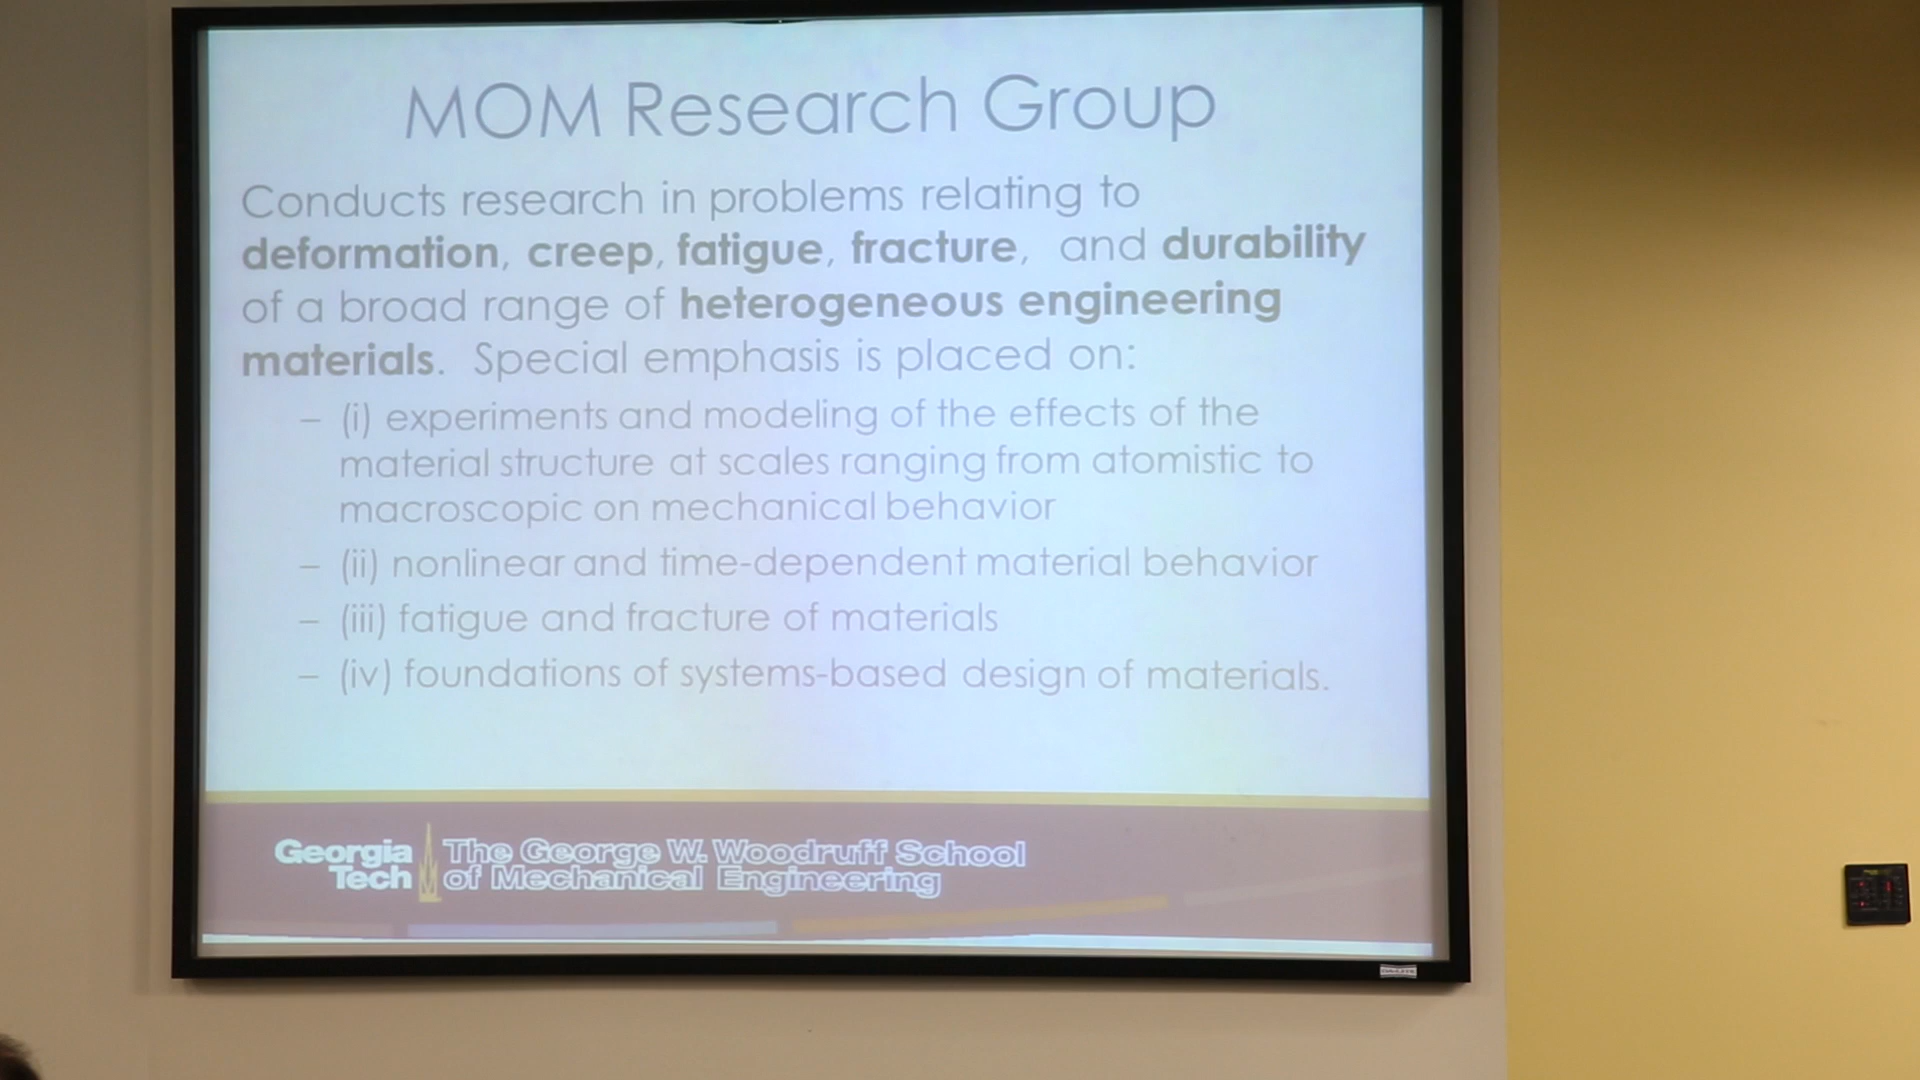 MOM Research Group
Conducts research in problems relating to
deformation, creep, fatigue, fracture, and durability
of a broad range of heterogeneous engineering
materials. Special emphasis is placed on:
– (i) experiments and modeling of the effects of the
material structure at scales ranging from atomistic to
macroscopic on mechanical behavior
– (ii) nonlinear and time-dependent material behavior
– (iii) fatigue and fracture of materials
– (iv) foundations of systems-based design of materials.
Georgia Tech
The George W. Woodruff School
of Mechanical Engineering
DA-LITE